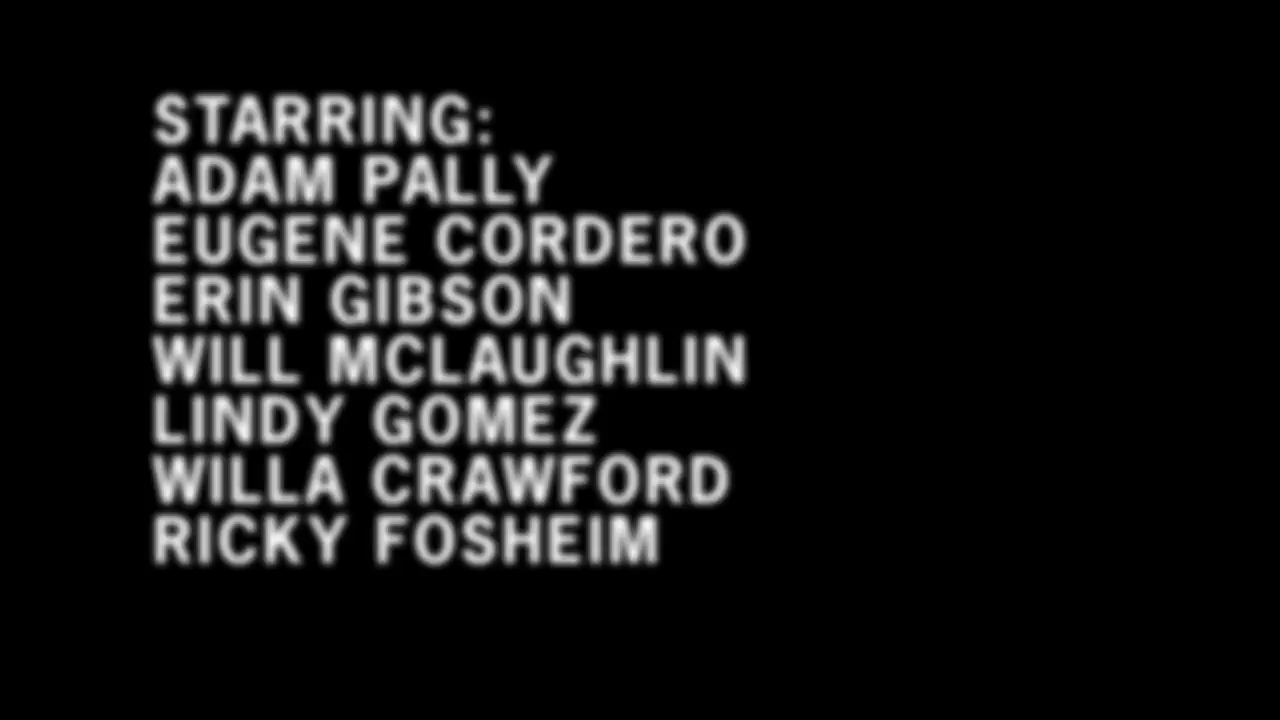 STARRING:
ADAM PALLY
EUGENE CORDERO
ERIN GIBSON
WILL MCLAUGHLIN
LINDY GOMEZ
WILLA CRAWFORD
RICKY FOSHEIM